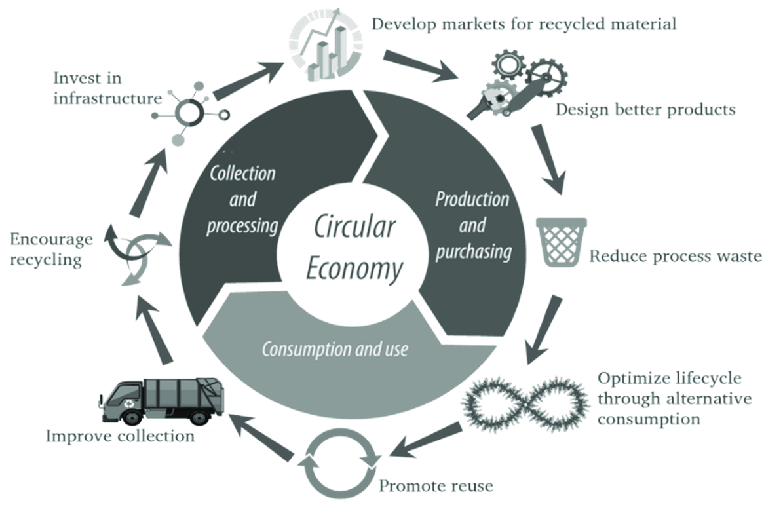 Develop markets for recycled material
Invest in
infrastructure
Design better products
Collection
and
processing
Production
and
purchasing
Circular
Economy
Encourage
recycling
Reduce process waste
Consumption and use
Optimize lifecycle
through alternative
consumption
Improve collection
Promote reuse